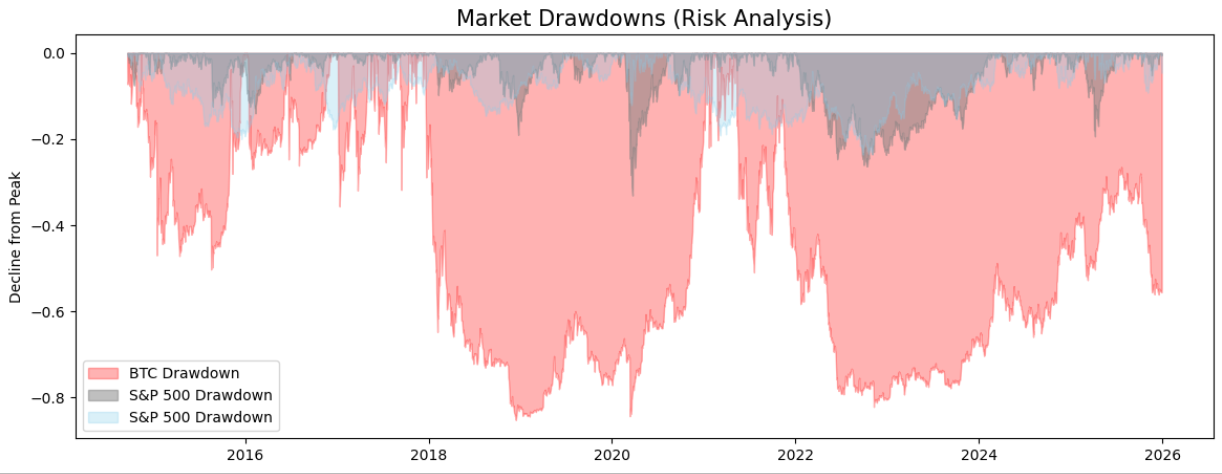 Market Drawdowns (Risk Analysis)
Decline from Peak
0.0
−0.2
−0.4
−0.6
−0.8
BTC Drawdown
S&P 500 Drawdown
S&P 500 Drawdown
2016
2018
2020
2022
2024
2026